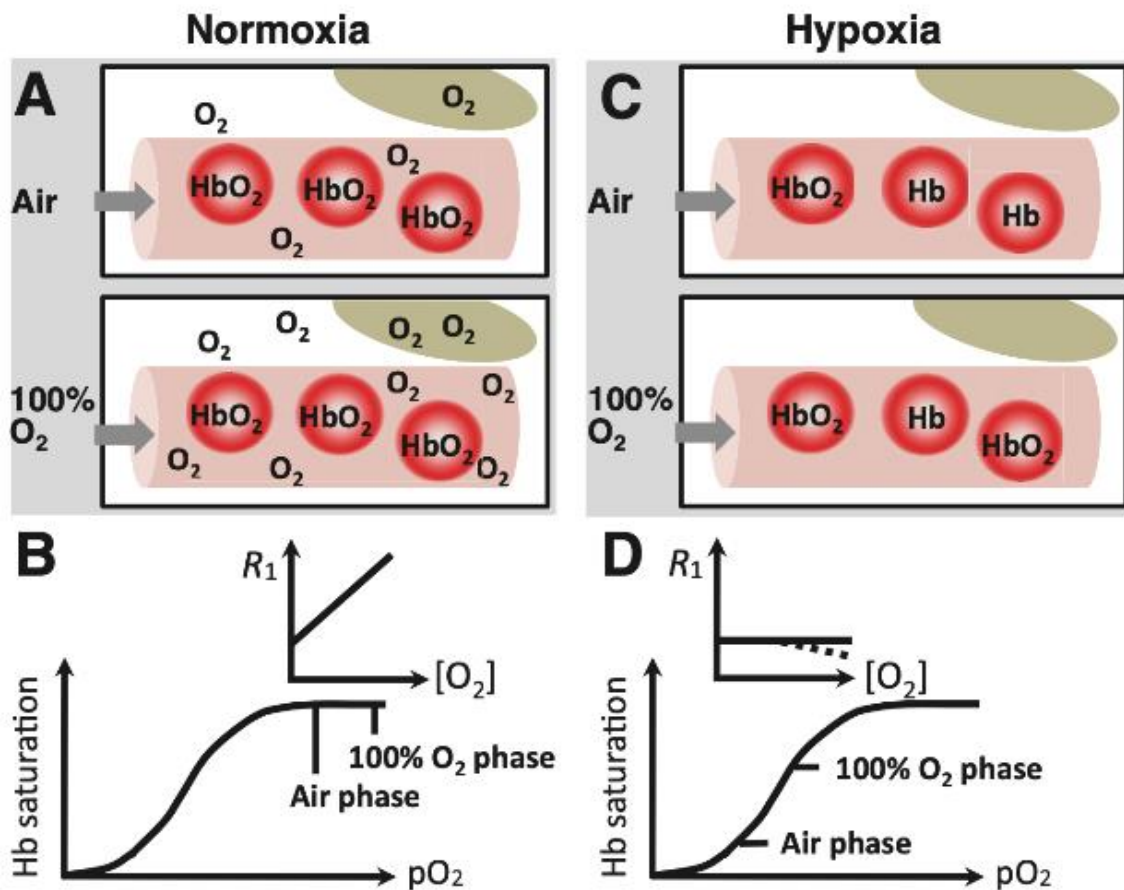 Normoxia
Hypoxia
A
O₂
O₂
O₂
HbO₂
HbO₂
HbO₂
O₂
Air
100%
O₂
O₂
O₂
O₂
O₂
O₂
O₂
HbO₂
HbO₂
HbO₂
O₂
O₂
O₂
C
Air
HbO₂
Hb
Hb
100%
O₂
HbO₂
Hb
HbO₂
B
R₁
[O₂]
Hb saturation
100% O₂ phase
Air phase
pO₂
D
R₁
[O₂]
Hb saturation
100% O₂ phase
Air phase
pO₂